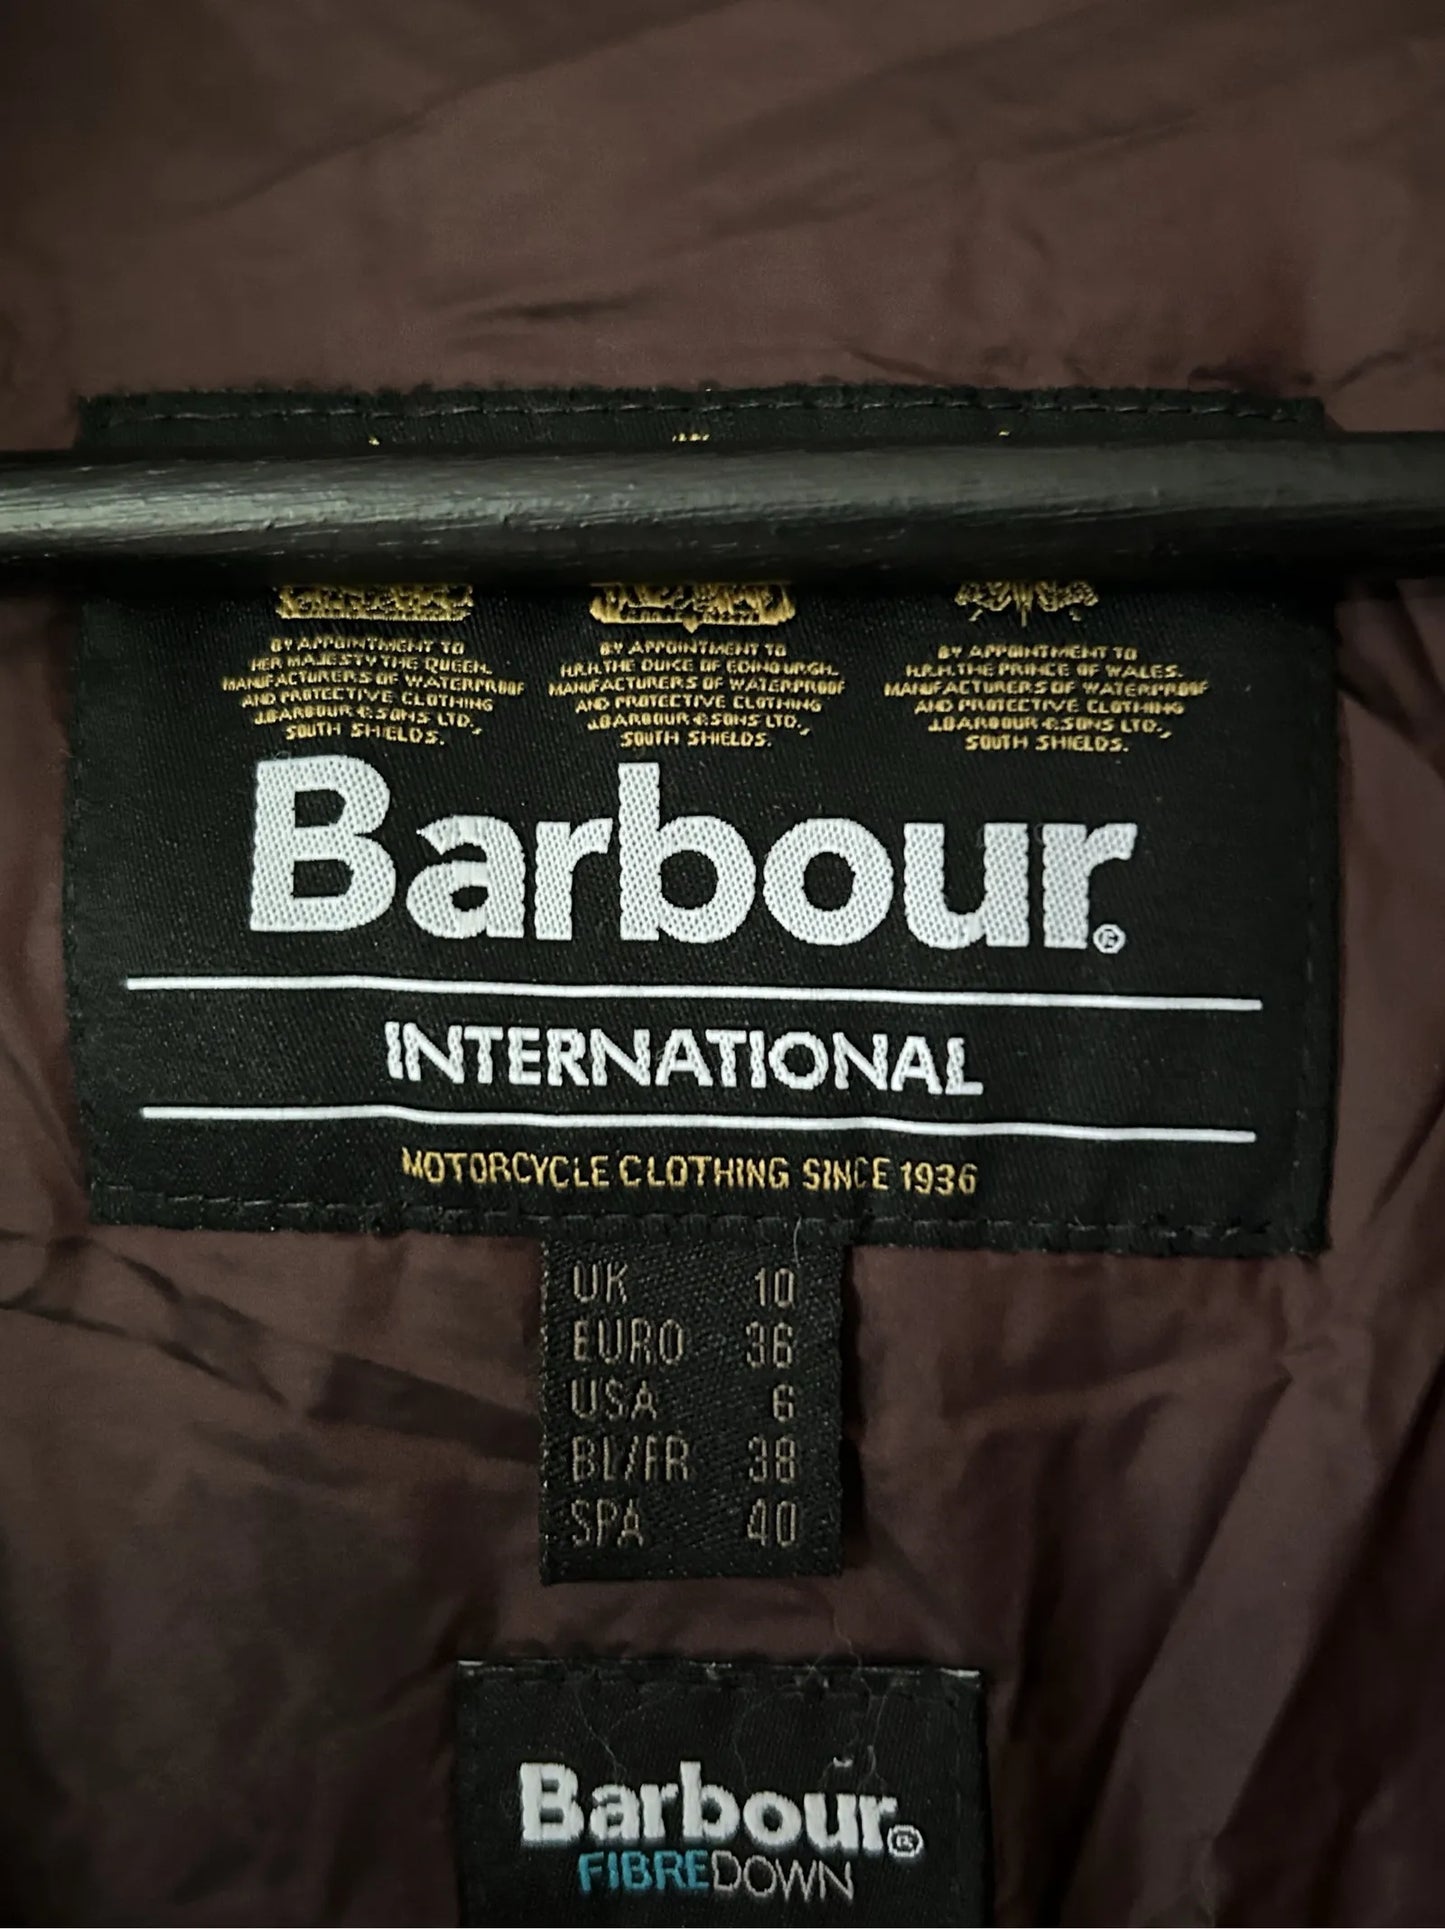 BY APPOINTMENT TO
HER MAJESTY THE QUEEN.
MANUFACTURERS OF WATERPROOF
AND PROTECTIVE CLOTHING
J.BARBOUR & SONS LTD.,
SOUTH SHIELDS.
BY APPOINTMENT TO
H.R.H. THE DUKE OF EDINBURGH.
MANUFACTURERS OF WATERPROOF
AND PROTECTIVE CLOTHING
J.BARBOUR & SONS LTD.,
SOUTH SHIELDS.
BY APPOINTMENT TO
H.R.H. THE PRINCE OF WALES.
MANUFACTURERS OF WATERPROOF
AND PROTECTIVE CLOTHING
J.BARBOUR & SONS LTD.,
SOUTH SHIELDS.
Barbour®
INTERNATIONAL
MOTORCYCLE CLOTHING SINCE 1936
UK 10
EURO 36
USA 6
BL/FR 38
SPA 40
Barbour®
FIBREDOWN